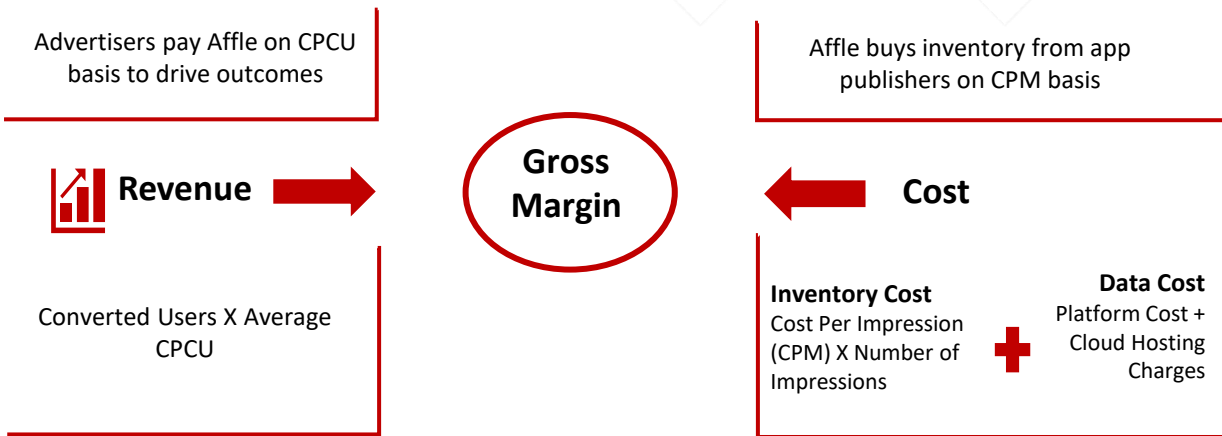 Advertisers pay Affle on CPCU
basis to drive outcomes
Affle buys inventory from app
publishers on CPM basis
Revenue
Gross
Margin
Cost
Converted Users X Average
CPCU
Inventory Cost
Cost Per Impression
(CPM) X Number of
Impressions
Data Cost
Platform Cost +
Cloud Hosting
Charges